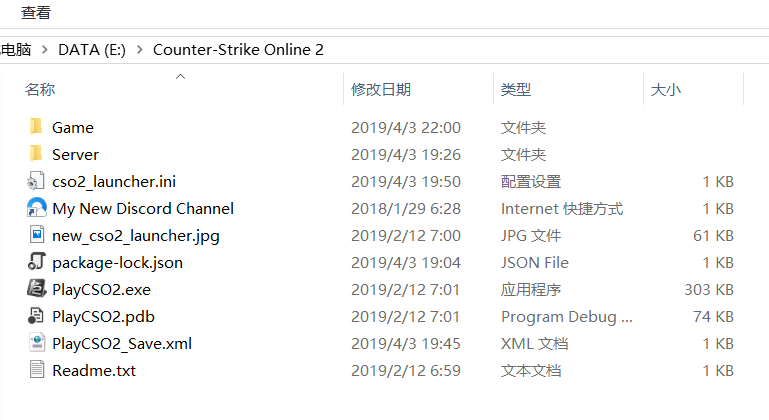 查看
电脑 > DATA (E:) > Counter-Strike Online 2
名称 修改日期 类型 大小
Game 2019/4/3 22:00 文件夹
Server 2019/4/3 19:26 文件夹
cso2_launcher.ini 2019/4/3 19:50 配置设置 1 KB
My New Discord Channel 2018/1/29 6:28 Internet 快捷方式 1 KB
new_cso2_launcher.jpg 2019/2/12 7:00 JPG 文件 61 KB
package-lock.json 2019/4/3 19:04 JSON File 1 KB
PlayCSO2.exe 2019/2/12 7:01 应用程序 303 KB
PlayCSO2.pdb 2019/2/12 7:01 Program Debug ... 74 KB
PlayCSO2_Save.xml 2019/4/3 19:45 XML 文档 1 KB
Readme.txt 2019/2/12 6:59 文本文档 1 KB